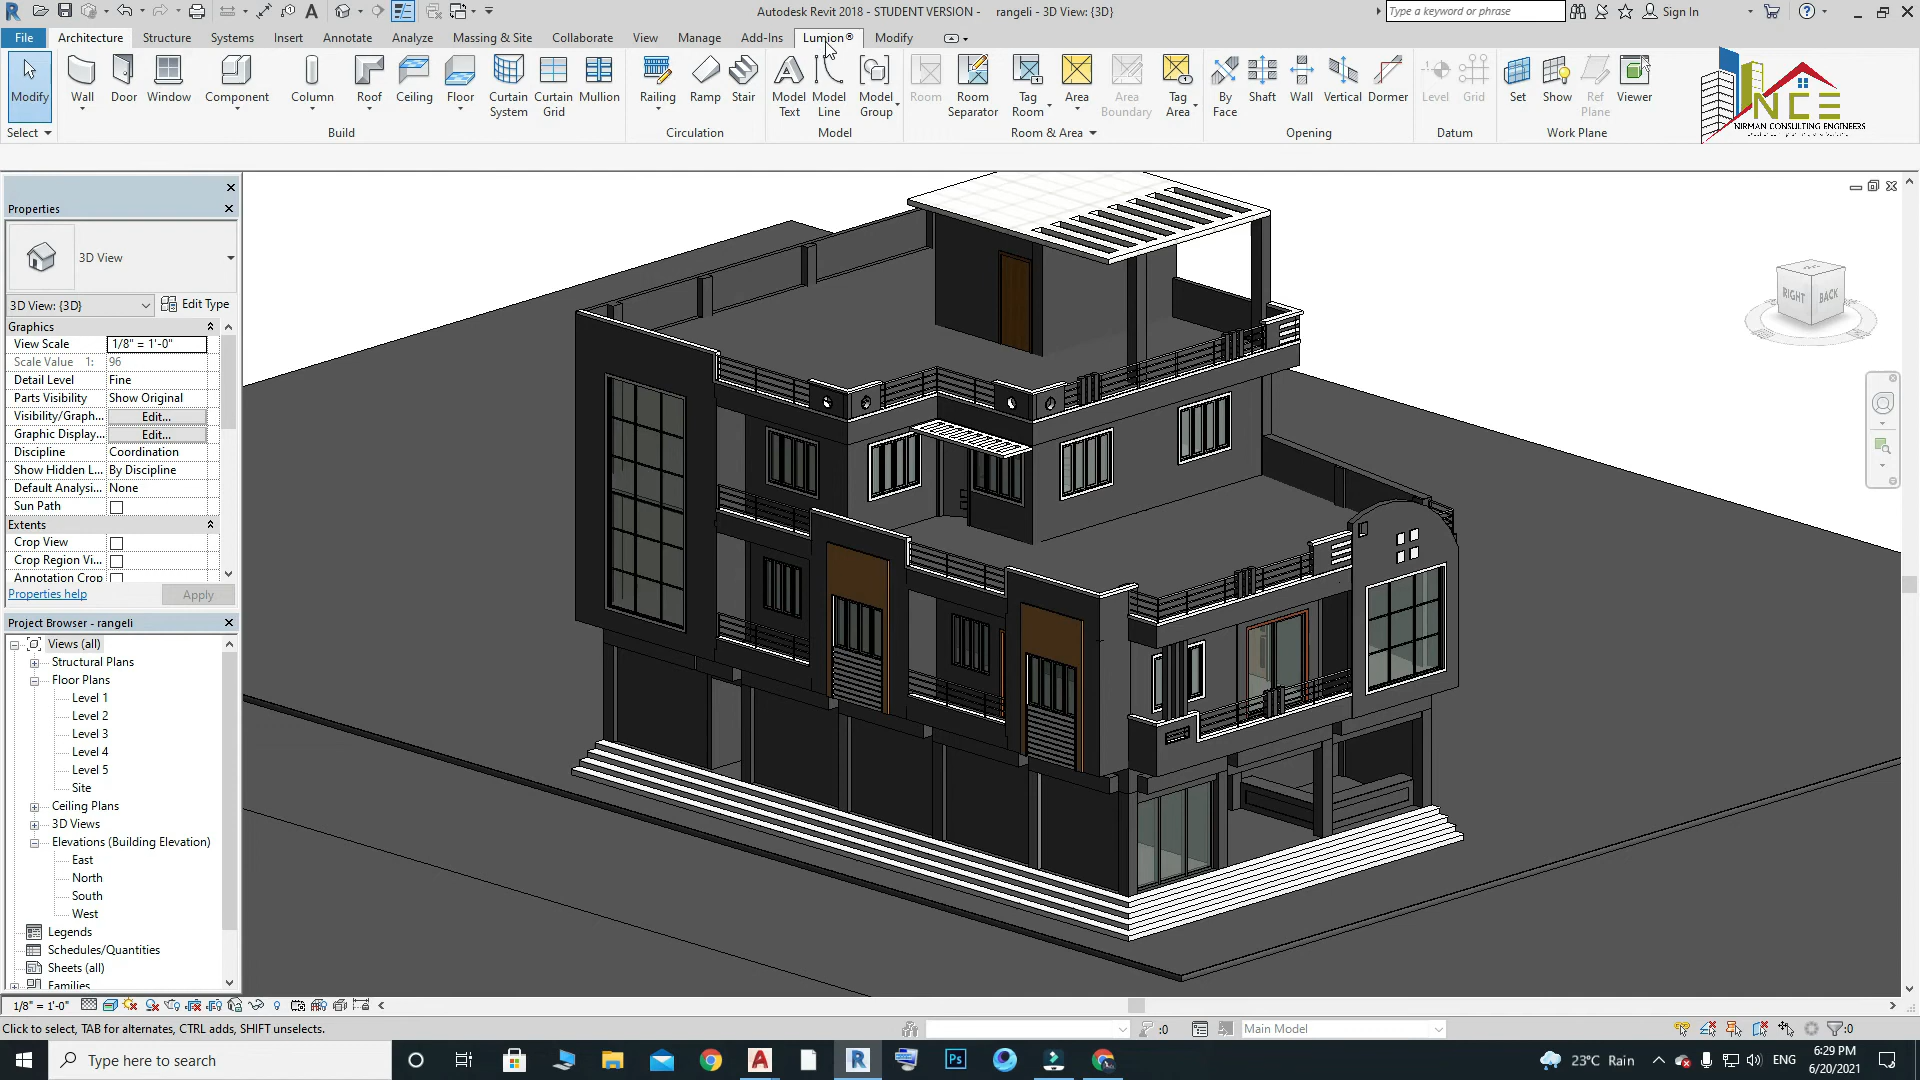 Autodesk Revit 2018 - STUDENT VERSION - rangeli - 3D View: {3D}
Type a keyword or phrase
Sign In
File Architecture Structure Systems Insert Annotate Analyze Massing & Site Collaborate View Manage Add-Ins Lumion® Modify
Modify Wall Door Window Component Column Roof Ceiling Floor Curtain System Curtain Grid Mullion Railing Ramp Stair Model Text Model Line Model Group Room Room Separator Tag Room Area Area Boundary Tag Area By Face Shaft Wall Vertical Dormer Level Grid Set Show Ref Plane Viewer
Select Build Circulation Model Room & Area Opening Datum Work Plane
NCE
NIRMAN CONSULTING ENGINEERS
Properties
3D View
3D View: {3D} Edit Type
Graphics
View Scale 1/8" = 1'-0"
Scale Value 1: 96
Detail Level Fine
Parts Visibility Show Original
Visibility/Graph... Edit...
Graphic Display... Edit...
Discipline Coordination
Show Hidden L... By Discipline
Default Analysi... None
Sun Path
Extents
Crop View
Crop Region Vi...
Annotation Crop
Properties help Apply
Project Browser - rangeli
Views (all)
Structural Plans
Floor Plans
Level 1
Level 2
Level 3
Level 4
Level 5
Site
Ceiling Plans
3D Views
Elevations (Building Elevation)
East
North
South
West
Legends
Schedules/Quantities
Sheets (all)
Families
RIGHT BACK
1/8" = 1'-0"
Click to select, TAB for alternates, CTRL adds, SHIFT unselects.
:0
Main Model
:0
Type here to search
23°C Rain
ENG
6:29 PM
6/20/2021